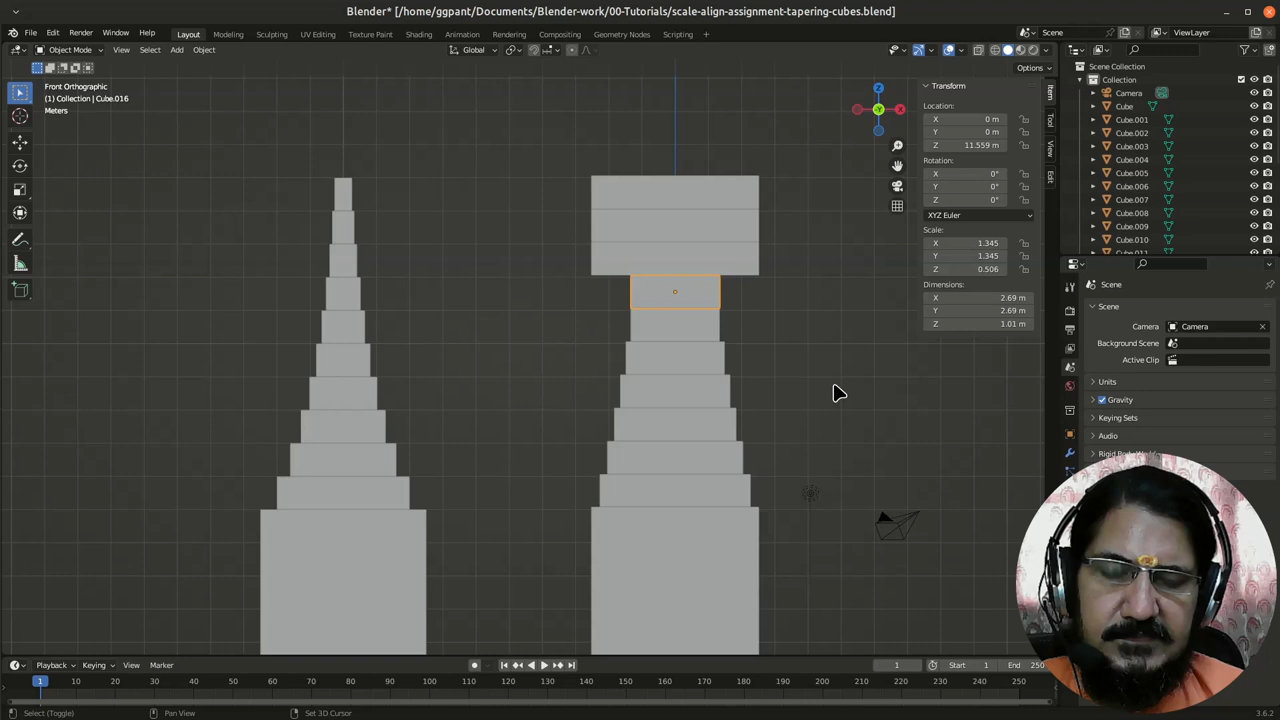 Blender* [/home/ggpant/Documents/Blender-work/00-Tutorials/scale-align-assignment-tapering-cubes.blend]
File Edit Render Window Help Layout Modeling Sculpting UV Editing Texture Paint Shading Animation Rendering Compositing Geometry Nodes Scripting Scene ViewLayer
Object Mode View Select Add Object Global
Options
Front Orthographic
(1) Collection | Cube.016
Meters
Z
X
Y
Transform
Location:
X 0 m
Y 0 m
Z 11.559 m
Rotation:
X 0°
Y 0°
Z 0°
XYZ Euler
Scale:
X 1.345
Y 1.345
Z 0.506
Dimensions:
X 2.69 m
Y 2.69 m
Z 1.01 m
Item
Tool
View
Edit
Scene Collection
Collection
Camera
Cube
Cube.001
Cube.002
Cube.003
Cube.004
Cube.005
Cube.006
Cube.007
Cube.008
Cube.009
Cube.010
Scene
Scene
Camera Camera
Background Scene
Active Clip
Units
Gravity
Keying Sets
Audio
Playback Keying View Marker 1 Start 1 End 250
1 10 20 30 40 50 60 70 80 90 100 110 120 130 140 150 160 170 180 190 200 210 220 230 240 250
Select (Toggle) Pan View Set 3D Cursor 3.6.2